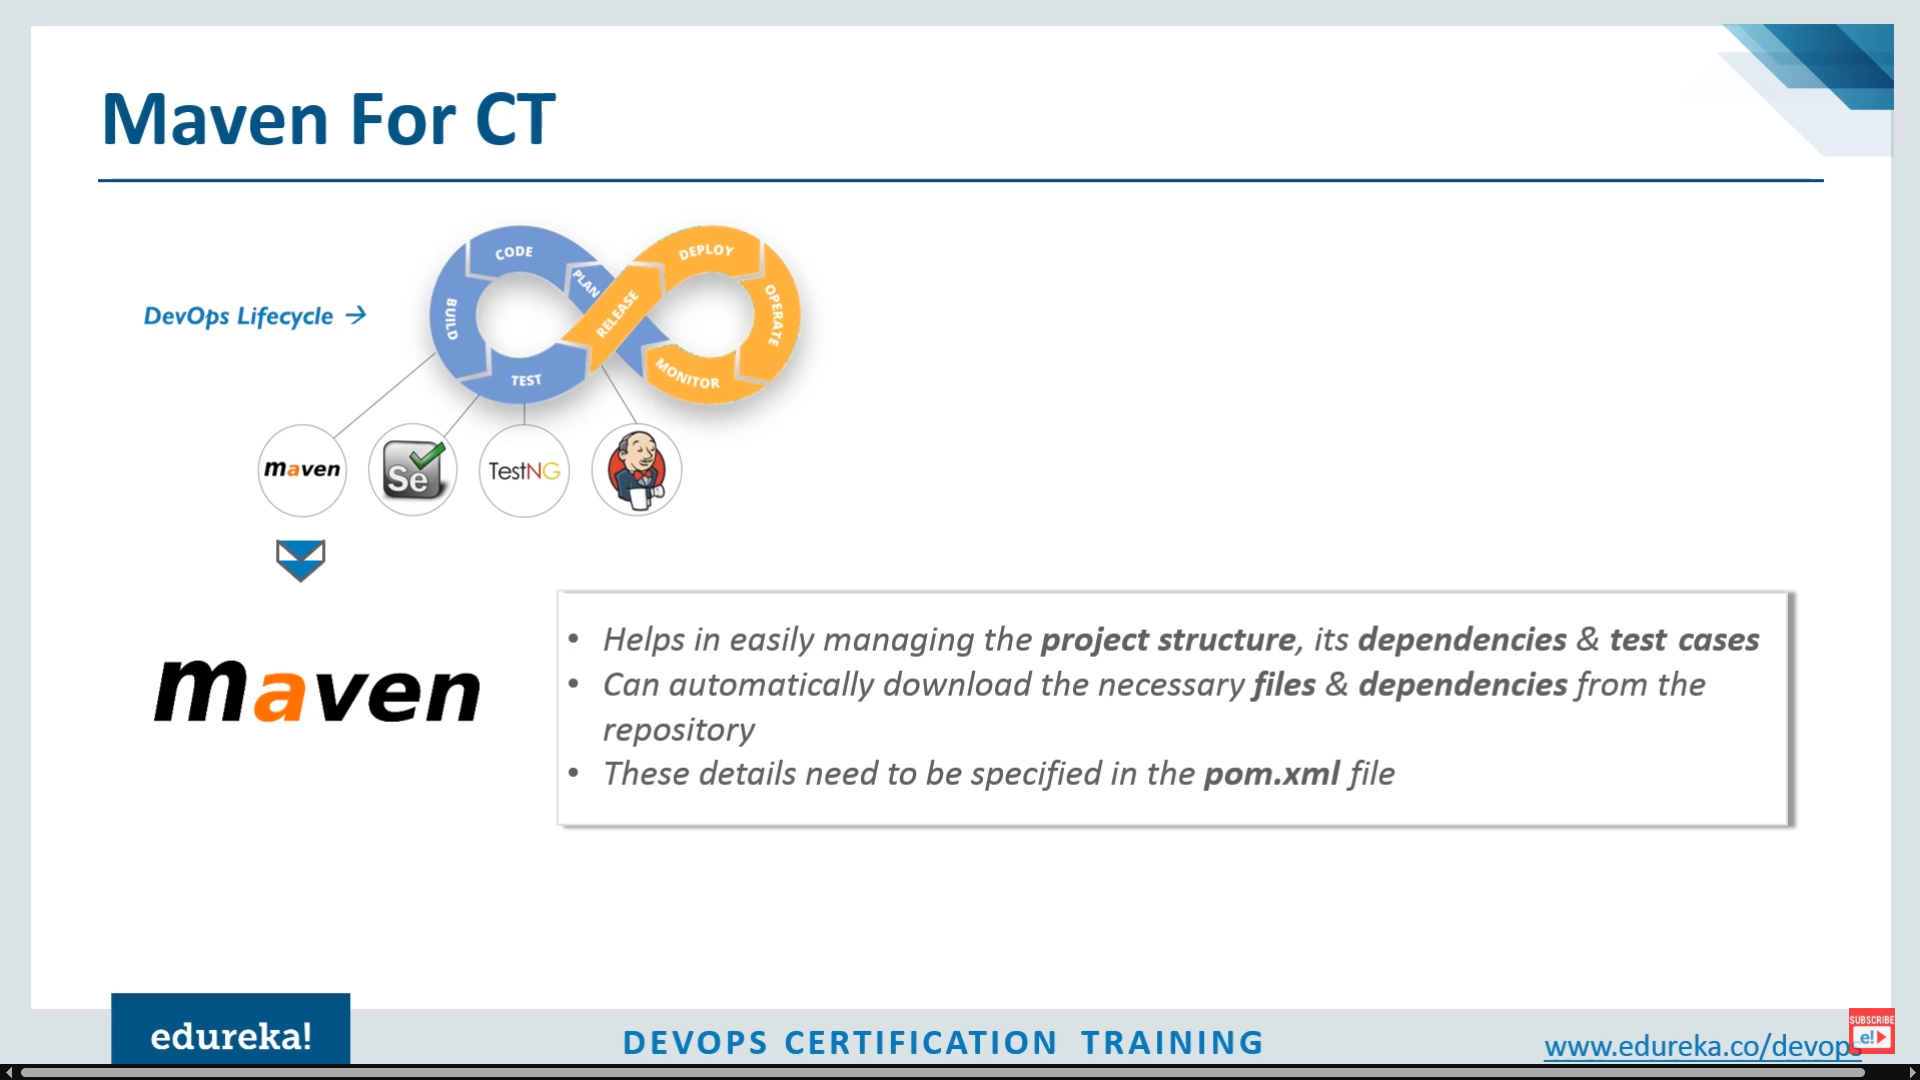 Maven For CT
DevOps Lifecycle →
CODE
PLAN
BUILD
TEST
RELEASE
DEPLOY
OPERATE
MONITOR
maven
Se
TestNG
maven
• Helps in easily managing the project structure, its dependencies & test cases
• Can automatically download the necessary files & dependencies from the
repository
• These details need to be specified in the pom.xml file
edureka!
DEVOPS CERTIFICATION TRAINING
www.edureka.co/devops
SUBSCRIBE
e!